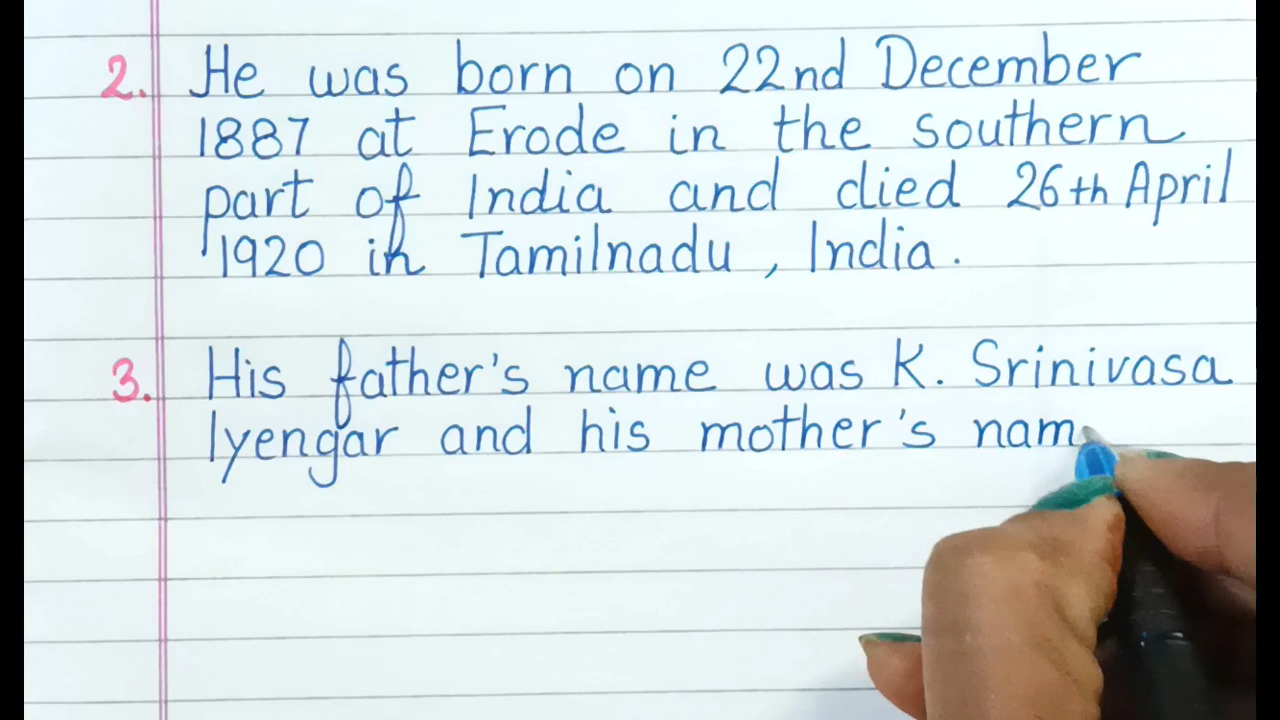 2. He was born on 22nd December
1887 at Erode in the southern
part of India and died 26th April
1920 in Tamilnadu, India.
3. His father's name was K. Srinivasa
Iyengar and his mother's nam